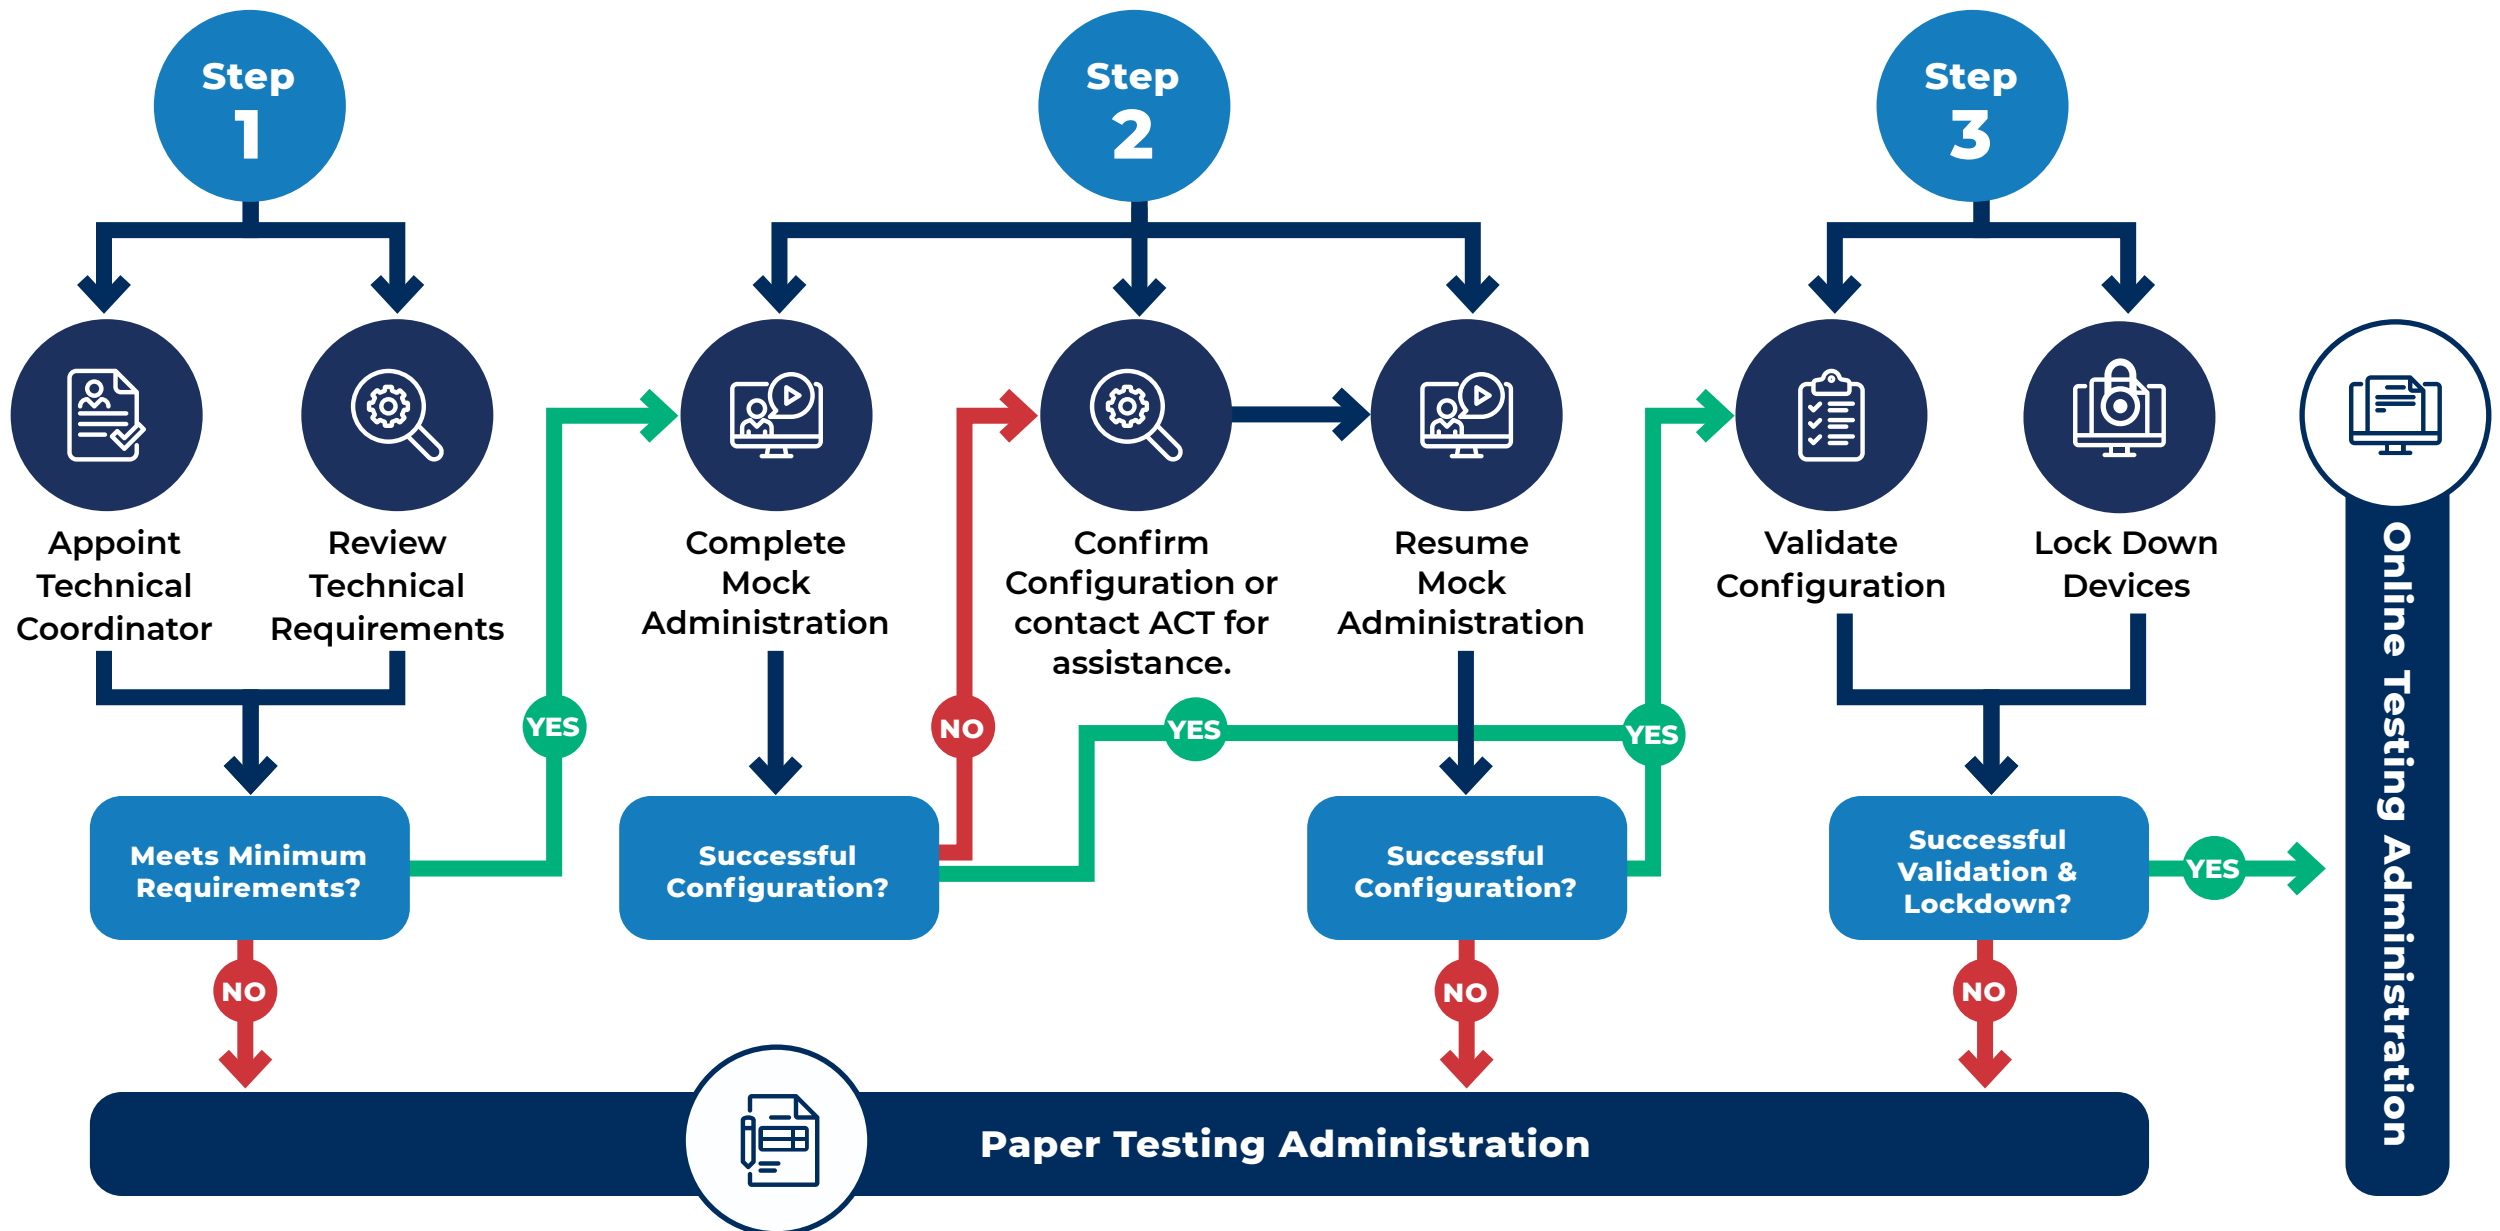 Step
1
Step
2
Step
3
Appoint
Technical
Coordinator
Review
Technical
Requirements
Complete
Mock
Administration
Confirm
Configuration or
contact ACT for
assistance.
Resume
Mock
Administration
Validate
Configuration
Lock Down
Devices
YES
NO
YES
YES
Meets Minimum
Requirements?
Successful
Configuration?
Successful
Configuration?
Successful
Validation &
Lockdown?
YES
NO
NO
NO
Paper Testing Administration
Online Testing Administration